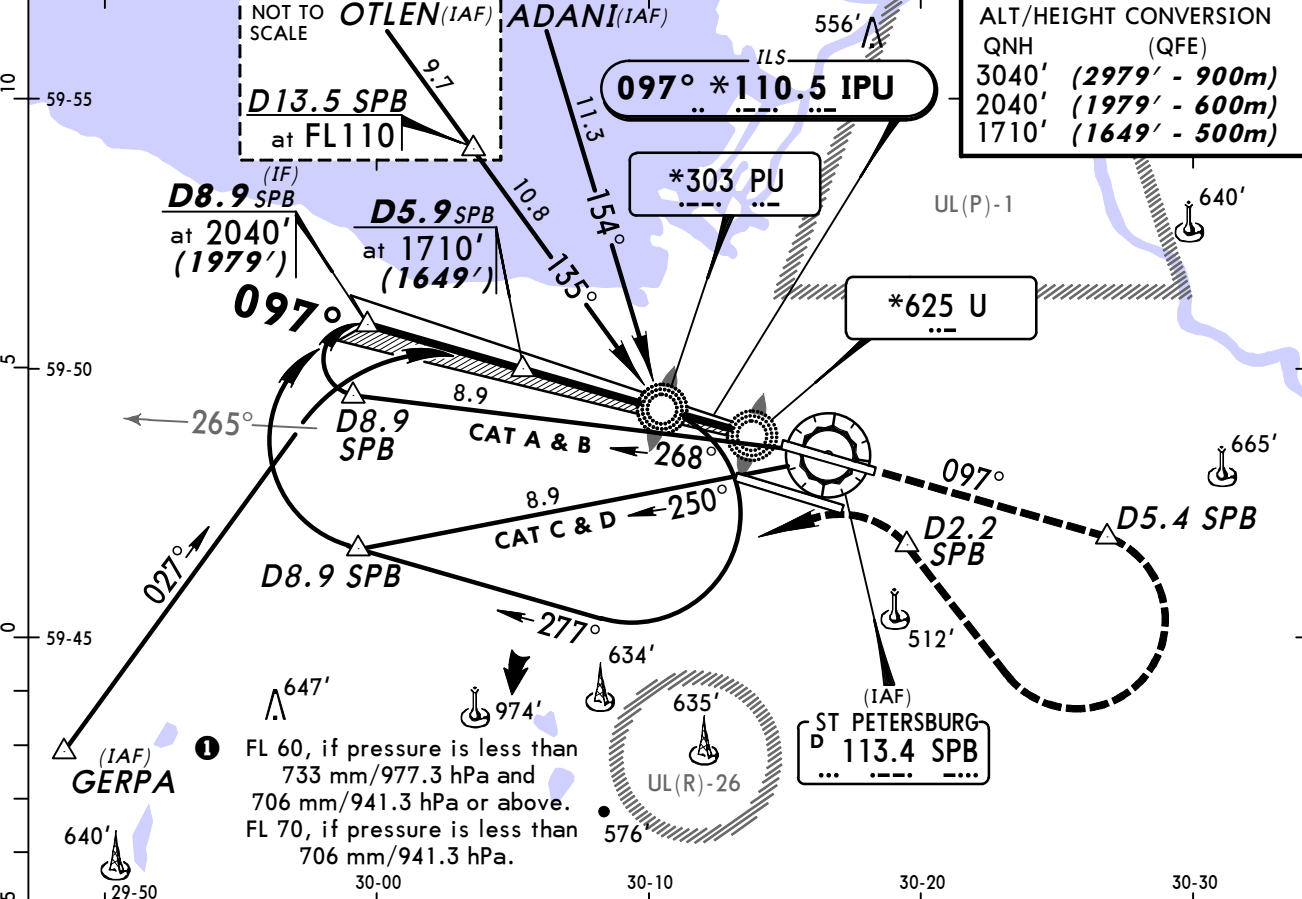 NOT TO
SCALE
OTLEN(IAF)
ADANI(IAF)
9.7
D13.5 SPB
at FL110
11.3
ILS
097° *110.5 IPU
556'
ALT/HEIGHT CONVERSION
QNH (QFE)
3040' (2979' - 900m)
2040' (1979' - 600m)
1710' (1649' - 500m)
10
59-55
(IF)
D8.9 SPB
at 2040'
(1979')
D5.9 SPB
at 1710'
(1649')
10.8
135°
154°
*303 PU
UL(P)-1
640'
*625 U
097°
5
59-50
265°
D8.9
SPB
8.9
CAT A & B
268°
8.9
CAT C & D
250°
D8.9 SPB
027°
277°
097°
D2.2
SPB
D5.4 SPB
665'
512'
0
59-45
647'
974'
634'
635'
UL(R)-26
576'
(IAF)
ST PETERSBURG
D 113.4 SPB
(IAF)
GERPA
640'
1 FL 60, if pressure is less than
733 mm/977.3 hPa and
706 mm/941.3 hPa or above.
FL 70, if pressure is less than
706 mm/941.3 hPa.
5
29-50
30-00
30-10
30-20
30-30